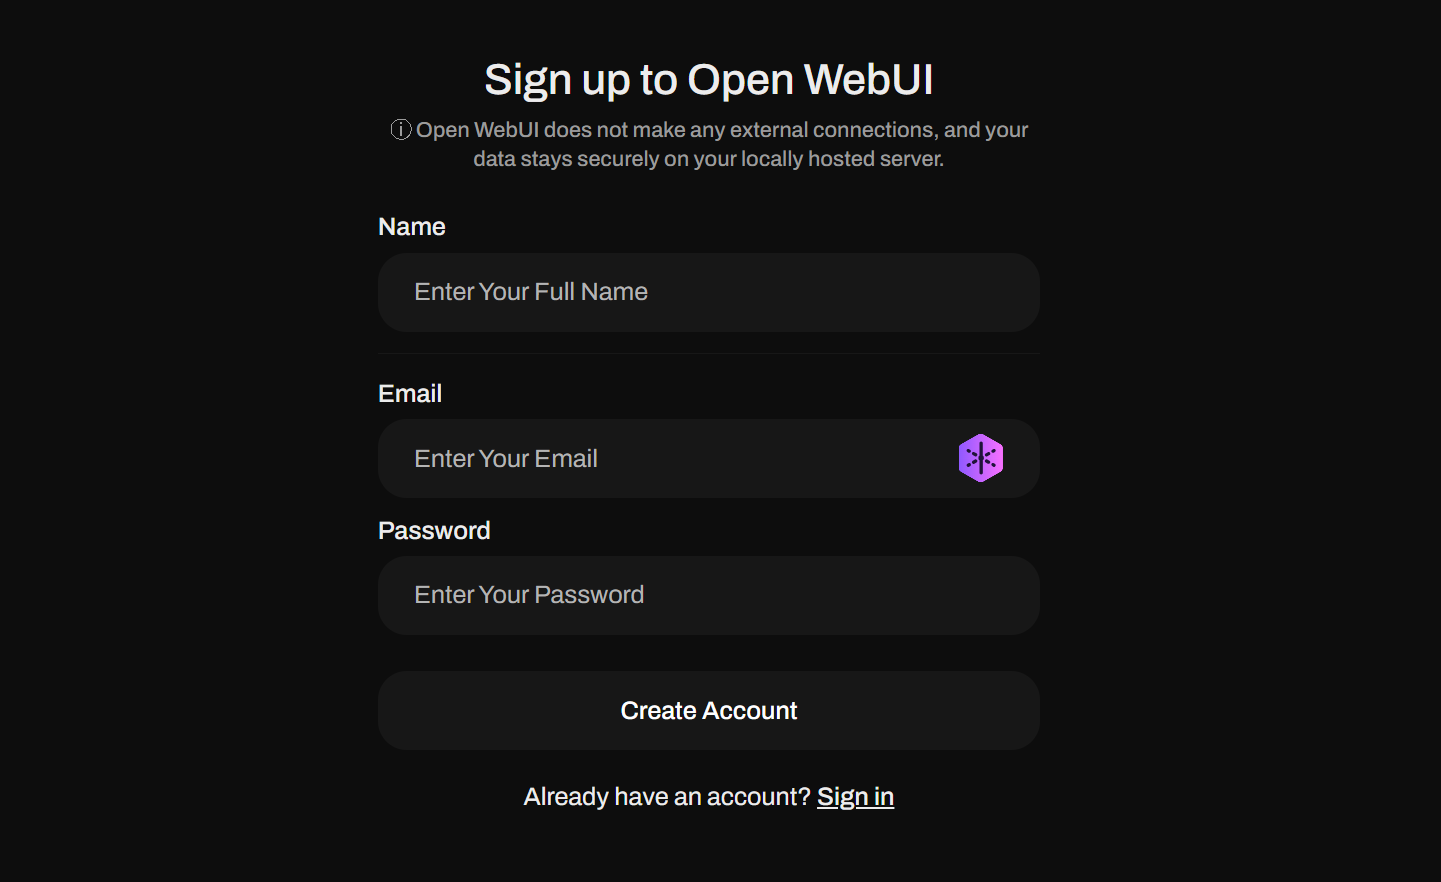 Sign up to Open WebUI
ⓘ Open WebUI does not make any external connections, and your
data stays securely on your locally hosted server.
Name
Enter Your Full Name
Email
Enter Your Email
Password
Enter Your Password
Create Account
Already have an account? Sign in